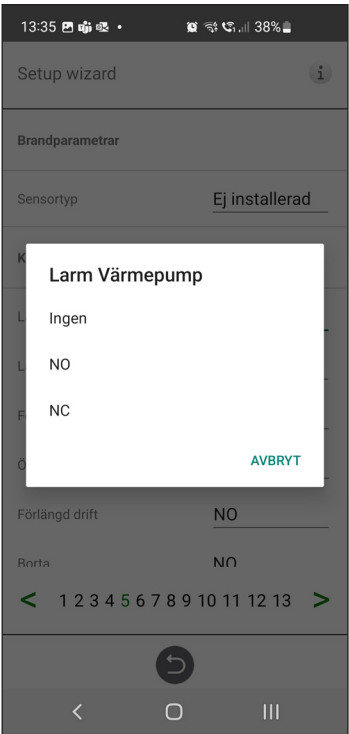 13:35 38%
Setup wizard i
Brandparametrar
Sensortyp Ej installerad
K
Larm Värmepump
L Ingen
L NO
F NC
Ö AVBRYT
Förlängd drift NO
Borta NO
< 1 2 3 4 5 6 7 8 9 10 11 12 13 >